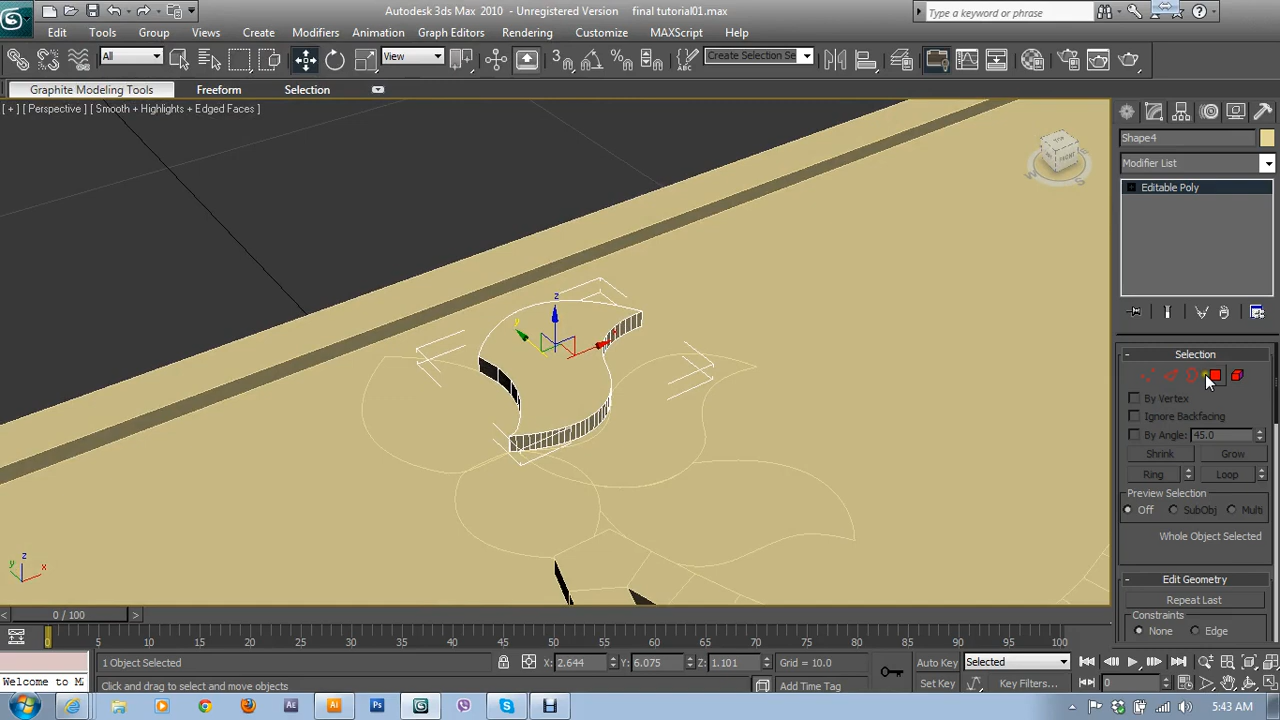 Autodesk 3ds Max 2010 - Unregistered Version final tutorial01.max
Type a keyword or phrase
Edit Tools Group Views Create Modifiers Animation Graph Editors Rendering Customize MAXScript Help
All View Create Selection Se
Graphite Modeling Tools Freeform Selection
[ + ] [ Perspective ] [ Smooth + Highlights + Edged Faces ]
Shape4
Modifier List
Editable Poly
Selection
By Vertex
Ignore Backfacing
By Angle: 45.0
Shrink Grow
Ring Loop
Preview Selection
Off SubObj Multi
Whole Object Selected
Edit Geometry
Repeat Last
Constraints
None Edge
z
y
x
z
y
x
TOP
FRONT
0 / 100
0 5 10 15 20 25 30 35 40 45 50 55 60 65 70 75 80 85 90 95 100
1 Object Selected X: 2.644 Y: 6.075 Z: 1.101 Grid = 10.0 Auto Key Selected
Welcome to M Click and drag to select and move objects Add Time Tag Set Key Key Filters... 0
Ae Ai Ps
5:43 AM